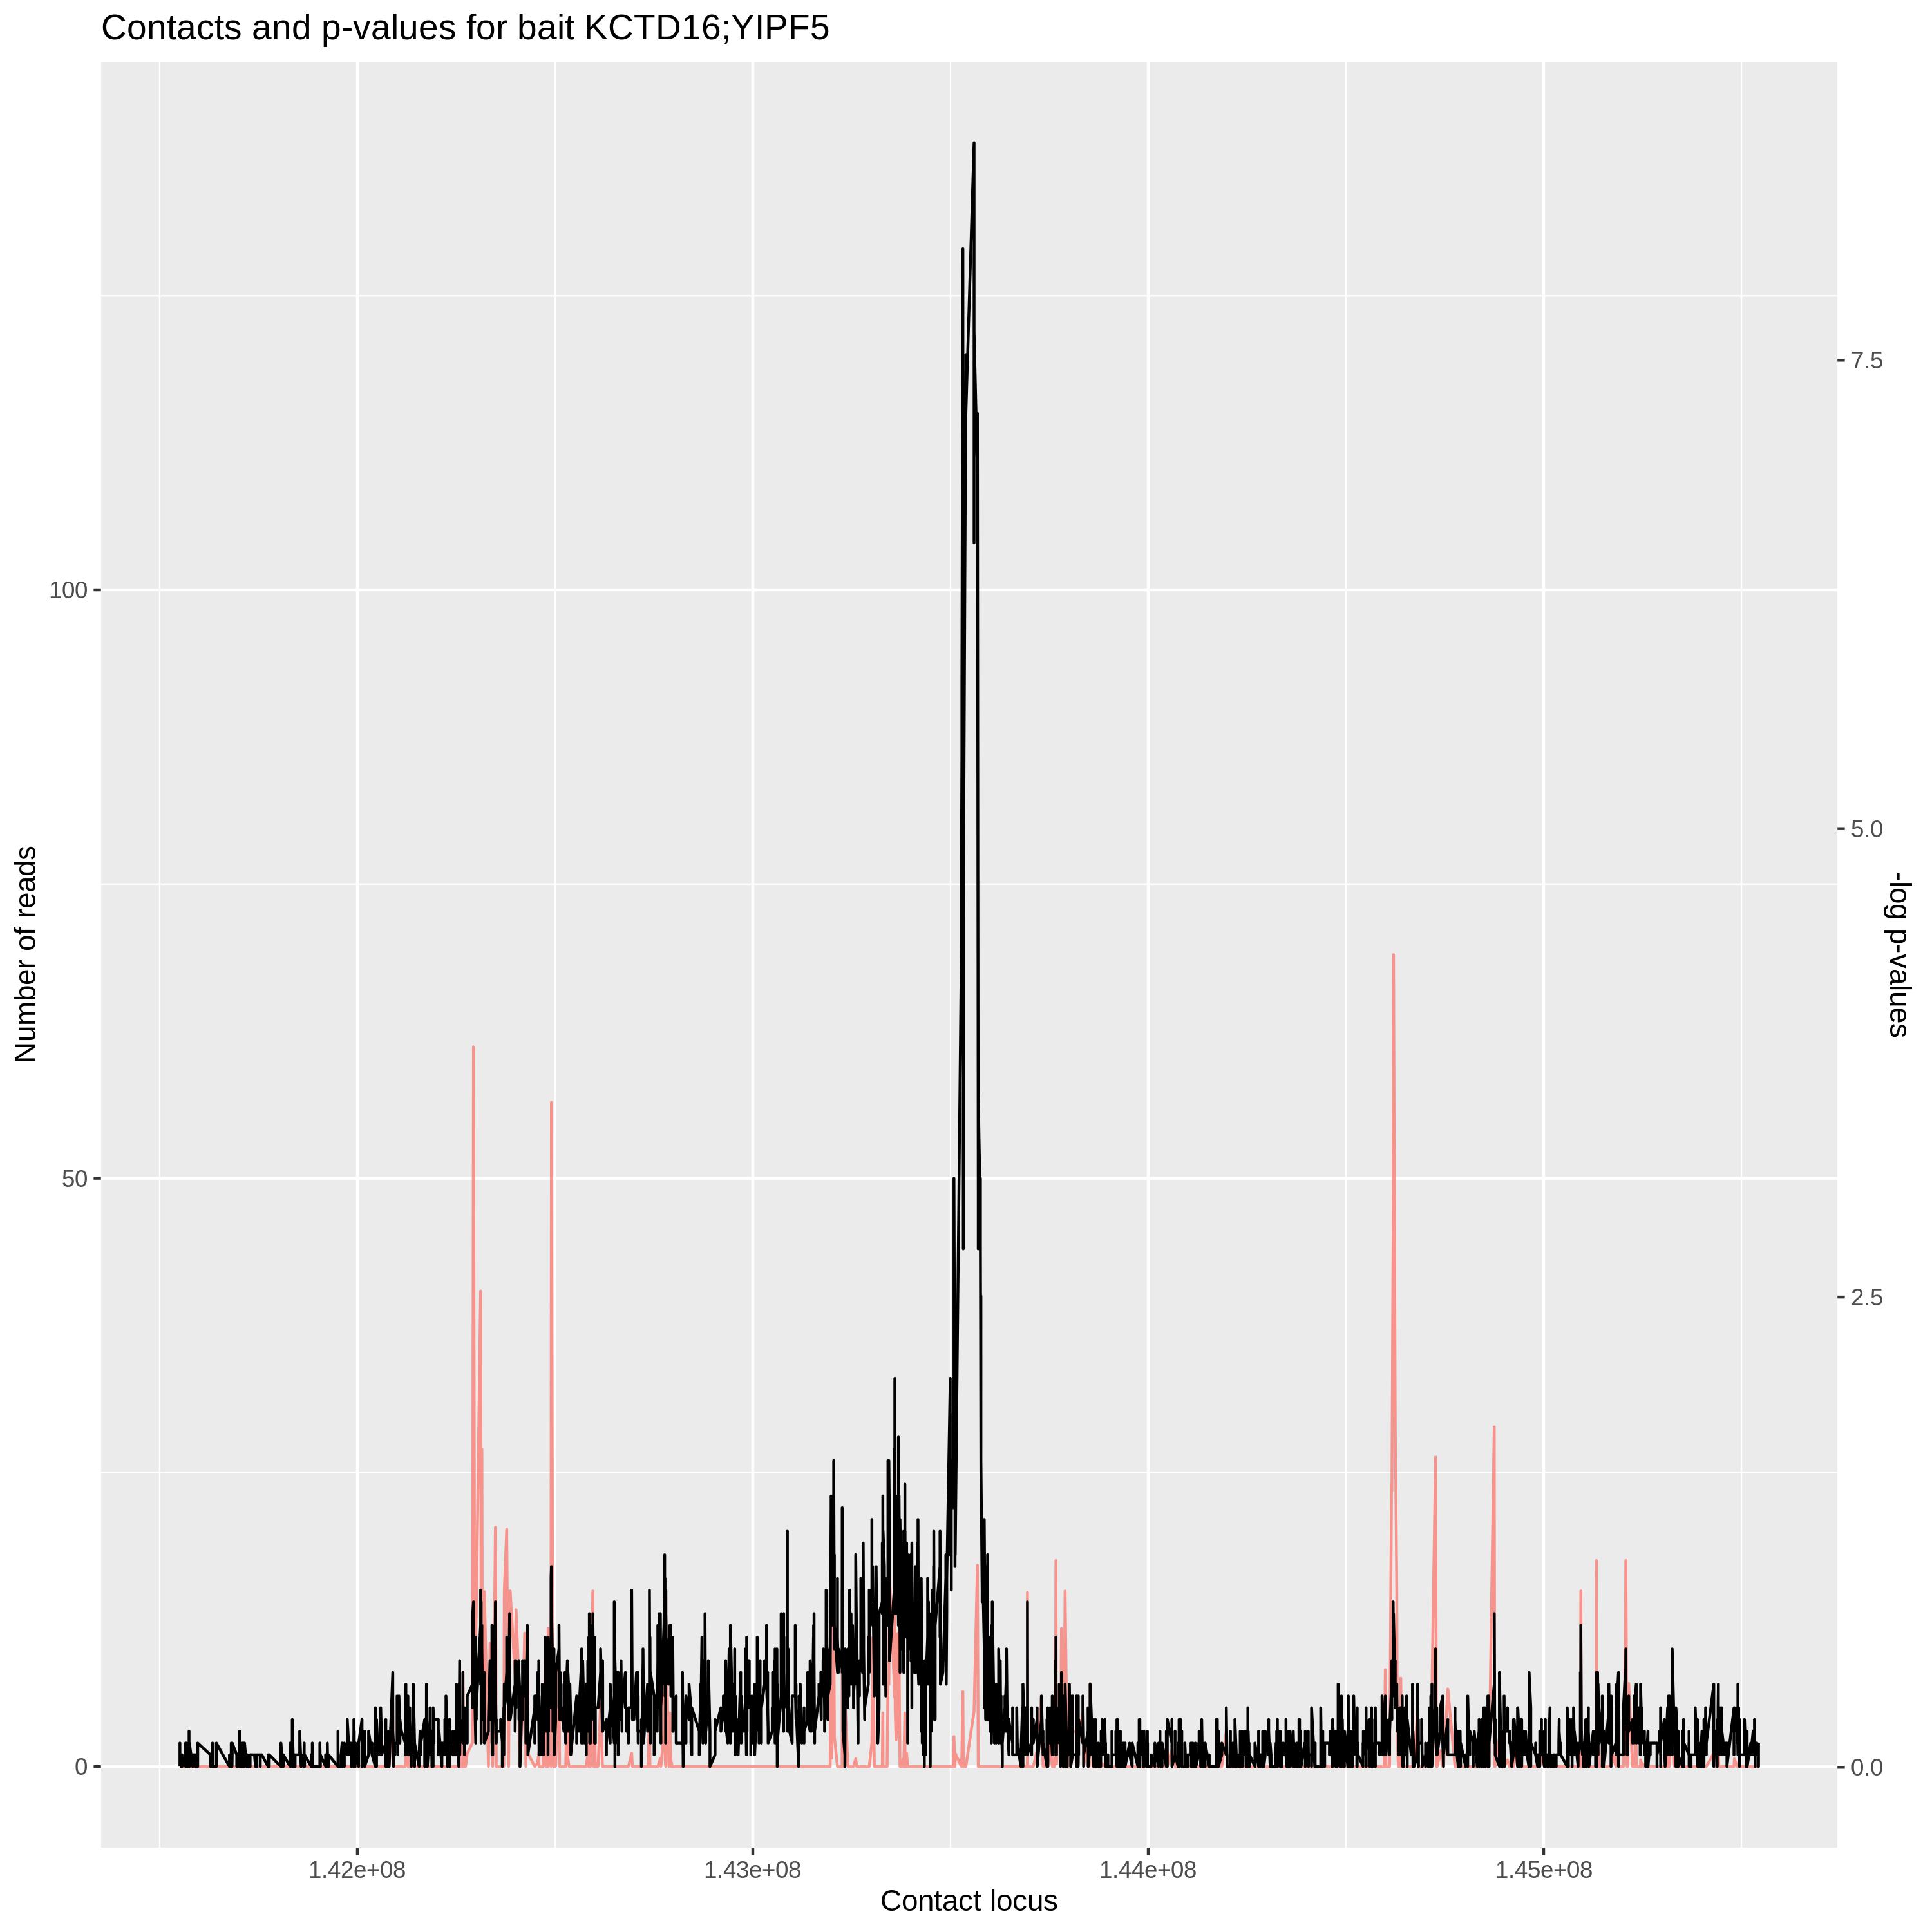 Contacts and p-values for bait KCTD16;YIPF5
Number of reads
100
50
0
7.5
5.0
2.5
0.0
-log p-values
1.42e+08
1.43e+08
1.44e+08
1.45e+08
Contact locus